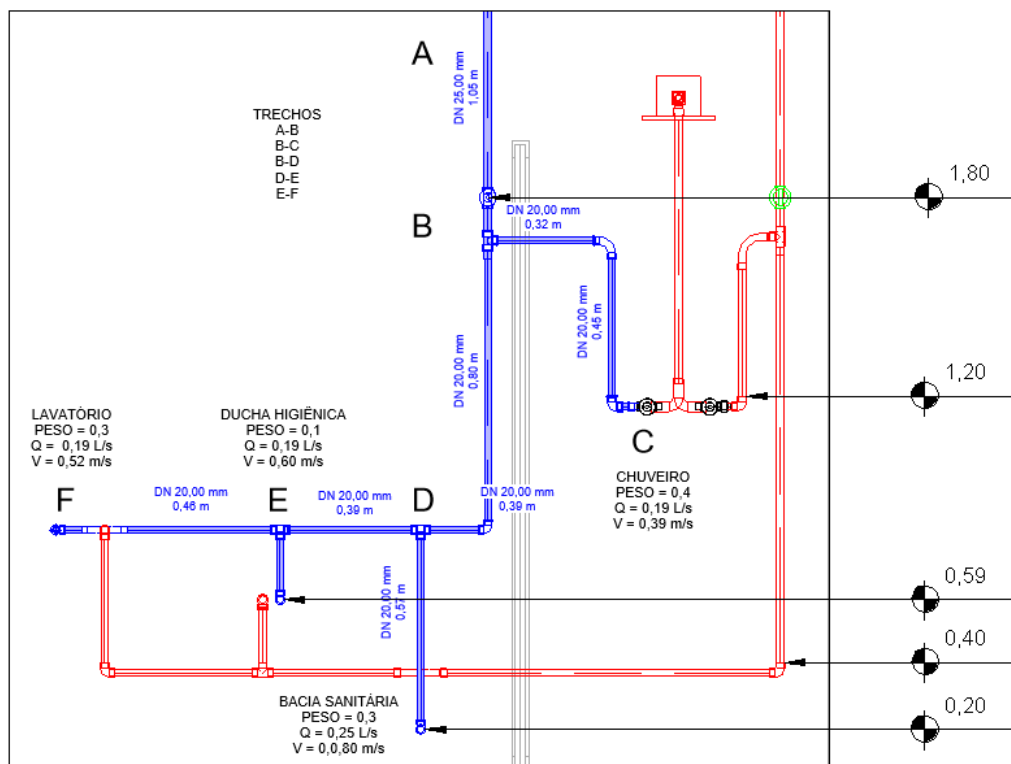 A
DN 25,00 mm
1,05 m
TRECHOS
A-B
B-C
B-D
D-E
E-F
1,80
DN 20,00 mm
0,32 m
B
DN 20,00 mm
0,45 m
DN 20,00 mm
0,80 m
1,20
LAVATÓRIO
PESO = 0,3
Q =  0,19 L/s
V = 0,52 m/s
DUCHA HIGIÊNICA
PESO = 0,1
Q = 0,19 L/s
V = 0,60 m/s
C
CHUVEIRO
PESO = 0,4
Q = 0,19 L/s
V = 0,39 m/s
F
DN 20,00 mm
0,46 m
E
DN 20,00 mm
0,39 m
D
DN 20,00 mm
0,39 m
DN 20,00 mm
0,57 m
0,59
0,40
BACIA SANITÁRIA
PESO = 0,3
Q = 0,25 L/s
V = 0,0,80 m/s
0,20